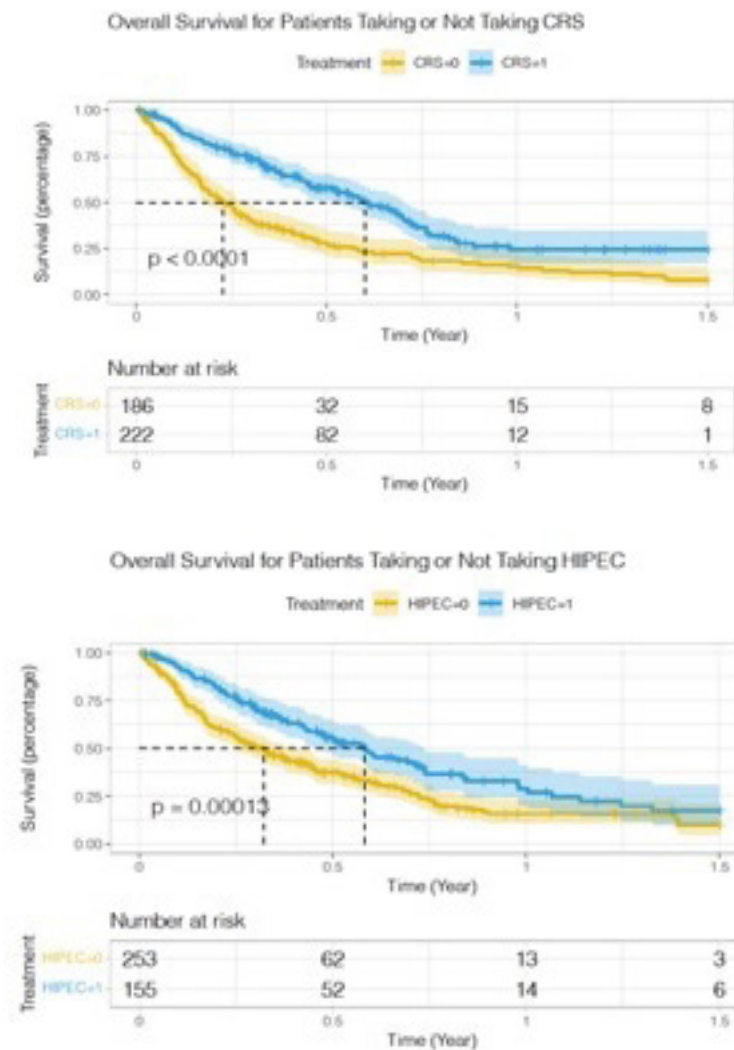 Overall Survival for Patients Taking or Not Taking CRS
Treatment CRS=0 CRS=1
Survival (percentage)
1.00
0.75
0.50
0.25
0.00
p < 0.0001
0 0.5 1 1.5
Time (Year)
Number at risk
Treatment
CRS=0 186 32 15 8
CRS=1 222 82 12 1
0 0.5 1 1.5
Time (Year)
Overall Survival for Patients Taking or Not Taking HIPEC
Treatment HIPEC=0 HIPEC=1
Survival (percentage)
1.00
0.75
0.50
0.25
0.00
p = 0.00013
0 0.5 1 1.5
Time (Year)
Number at risk
Treatment
HIPEC=0 253 62 13 3
HIPEC=1 155 52 14 6
0 0.5 1 1.5
Time (Year)